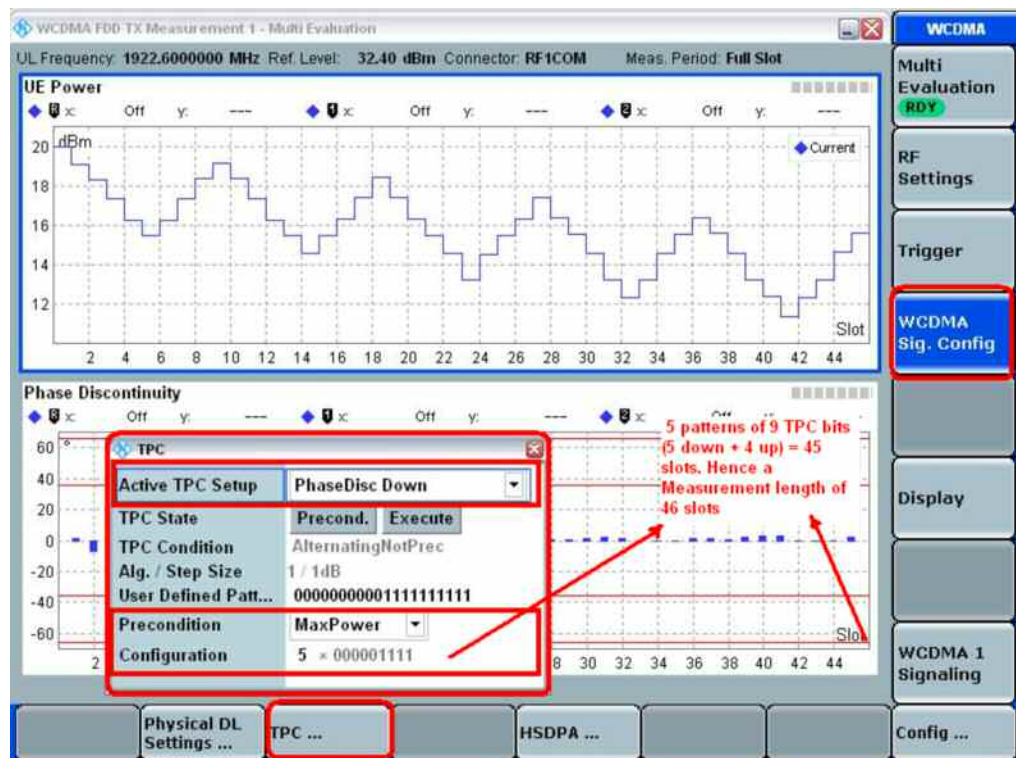 WCDMA FDD TX Measurement 1 - Multi Evaluation
WCDMA
UL Frequency: 1922.6000000 MHz Ref. Level: 32.40 dBm Connector: RF1COM Meas. Period: Full Slot
Multi
Evaluation
RDY
UE Power
0 x: Off y: --- 1 x: Off y: --- 2 x: Off y: ---
dBm
Current
20
18
16
14
12
Slot
2 4 6 8 10 12 14 16 18 20 22 24 26 28 30 32 34 36 38 40 42 44
RF
Settings
Trigger
WCDMA
Sig. Config
Phase Discontinuity
x: Off y: --- x: Off y: --- x:
5 patterns of 9 TPC bits
(5 down + 4 up) = 45
slots. Hence a
Measurement length of
46 slots
60 °
40
20
0
-20
-40
-60
TPC
Active TPC Setup PhaseDisc Down
TPC State Precond. Execute
TPC Condition AlternatingNotPrec
Alg. / Step Size 1 / 1dB
User Defined Patt... 00000000001111111111
Precondition MaxPower
Configuration 5 × 000001111
Slot
2 8 30 32 34 36 38 40 42 44
Display
WCDMA 1
Signaling
Physical DL
Settings ...
TPC ...
HSDPA ...
Config ...